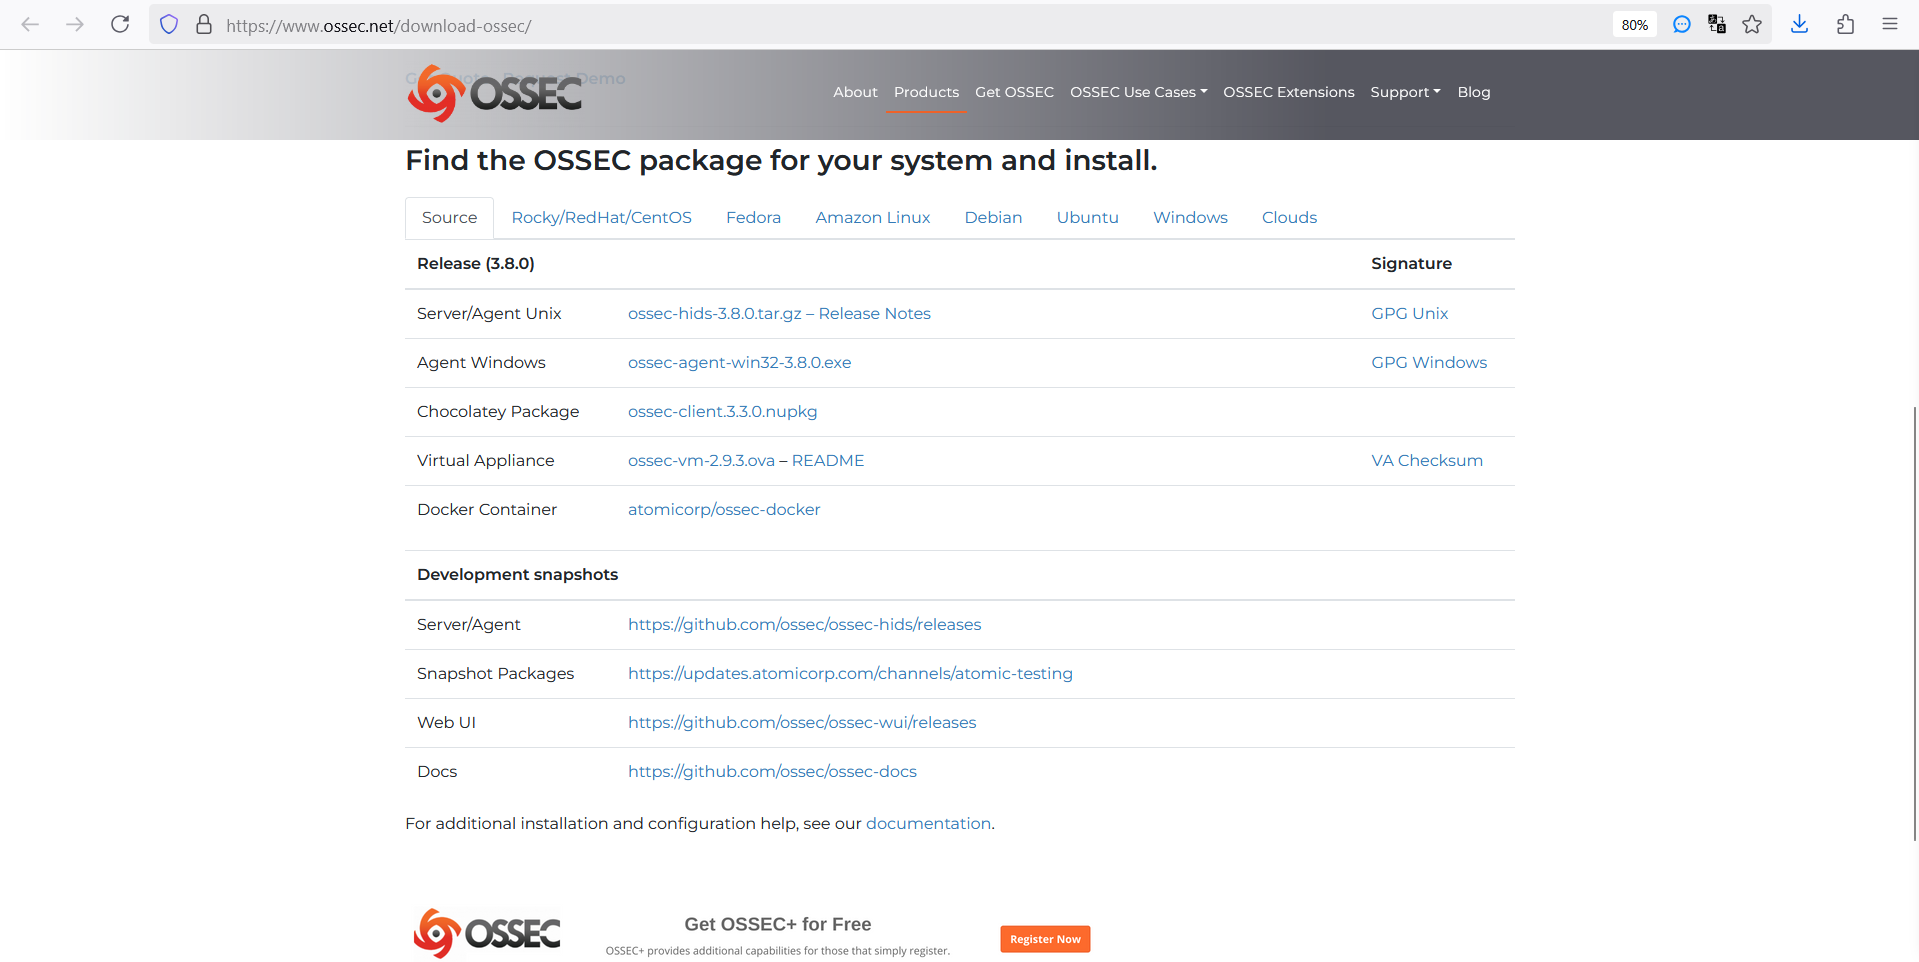 https://www.ossec.net/download-ossec/
80%
OSSEC
Demo
About Products Get OSSEC OSSEC Use Cases OSSEC Extensions Support Blog
Find the OSSEC package for your system and install.
Source Rocky/RedHat/CentOS Fedora Amazon Linux Debian Ubuntu Windows Clouds
Release (3.8.0) Signature
Server/Agent Unix ossec-hids-3.8.0.tar.gz – Release Notes GPG Unix
Agent Windows ossec-agent-win32-3.8.0.exe GPG Windows
Chocolatey Package ossec-client.3.3.0.nupkg
Virtual Appliance ossec-vm-2.9.3.ova – README VA Checksum
Docker Container atomicorp/ossec-docker
Development snapshots
Server/Agent https://github.com/ossec/ossec-hids/releases
Snapshot Packages https://updates.atomicorp.com/channels/atomic-testing
Web UI https://github.com/ossec/ossec-wui/releases
Docs https://github.com/ossec/ossec-docs
For additional installation and configuration help, see our documentation.
OSSEC
Get OSSEC+ for Free
OSSEC+ provides additional capabilities for those that simply register.
Register Now